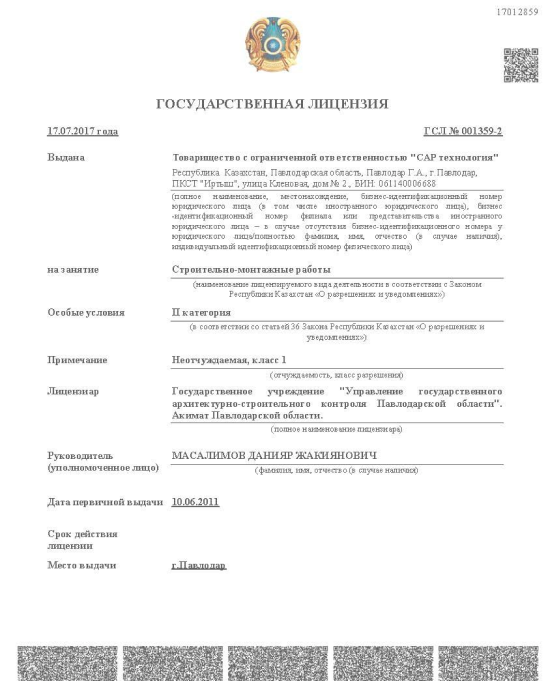 17012859
ГОСУДАРСТВЕННАЯ ЛИЦЕНЗИЯ
17.07.2017 года
ГСЛ № 001359-2
Выдана
Товарищество с ограниченной ответственностью "САР технология"
Республика Казахстан, Павлодарская область, Павлодар Г.А., г.Павлодар,
ПКСТ "Иртыш", улица Кленовая, дом № 2., БИН: 061140006688
(полное наименование, местонахождение, бизнес-идентификационный номер
юридического лица (в том числе иностранного юридического лица), бизнес
-идентификационный номер филиала или представительства иностранного
юридического лица – в случае отсутствия бизнес-идентификационного номера у
юридического лица/полностью фамилия, имя, отчество (в случае наличия),
индивидуальный идентификационный номер физического лица)
на занятие
Строительно-монтажные работы
(наименование лицензируемого вида деятельности в соответствии с Законом
Республики Казахстан «О разрешениях и уведомлениях»)
Особые условия
II категория
(в соответствии со статьей 36 Закона Республики Казахстан «О разрешениях и
уведомлениях»)
Примечание
Неотчуждаемая, класс 1
(отчуждаемость, класс разрешения)
Лицензиар
Государственное учреждение "Управление государственного
архитектурно-строительного контроля Павлодарской области".
Акимат Павлодарской области.
(полное наименование лицензиара)
Руководитель
(уполномоченное лицо)
МАСАЛИМОВ ДАНИЯР ЖАКИЯНОВИЧ
(фамилия, имя, отчество (в случае наличия)
Дата первичной выдачи
10.06.2011
Срок действия
лицензии
Место выдачи
г.Павлодар